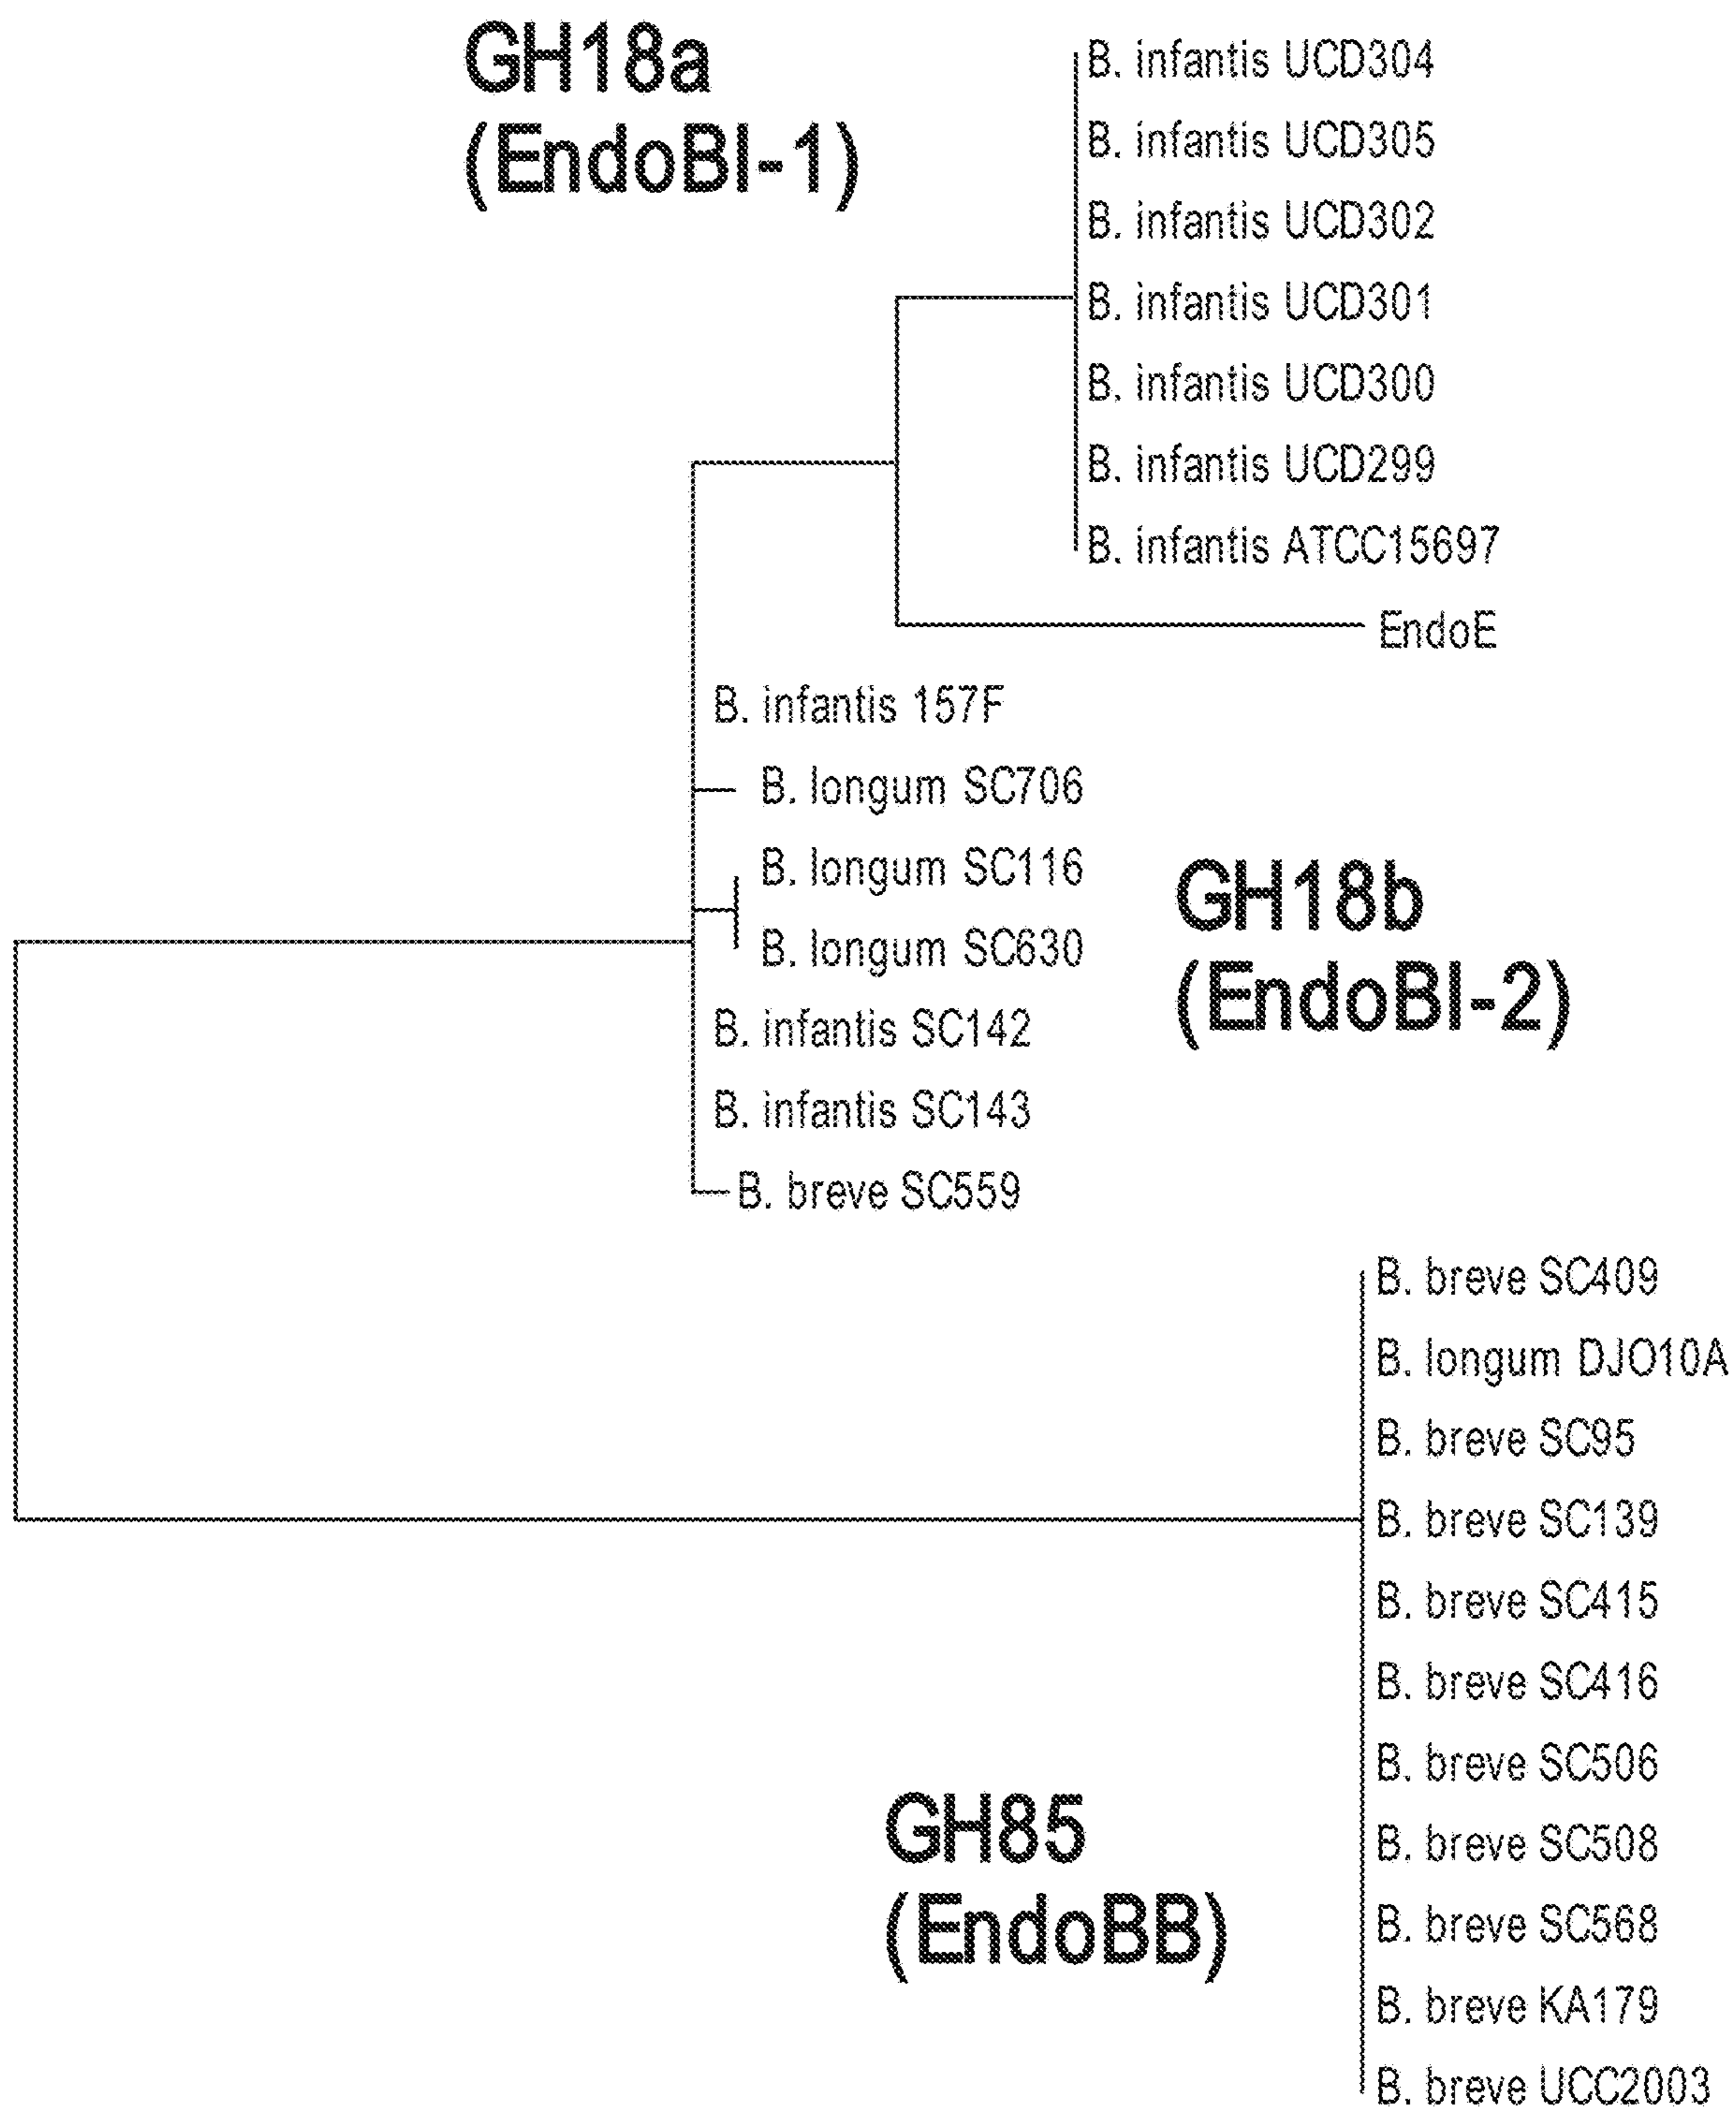 GH18a
(EndoBI-1)
B. infantis UCD304
B. infantis UCD305
B. infantis UCD302
B. infantis UCD301
B. infantis UCD300
B. infantis UCD299
B. infantis ATCC15697
EndoE
B. infantis 157F
B. longum SC706
B. longum SC116
B. longum SC630
GH18b
(EndoBI-2)
B. infantis SC142
B. infantis SC143
B. breve SC559
B. breve SC409
B. longum DJO10A
B. breve SC95
B. breve SC139
B. breve SC415
B. breve SC416
B. breve SC506
B. breve SC508
B. breve SC568
B. breve KA179
B. breve UCC2003
GH85
(EndoBB)